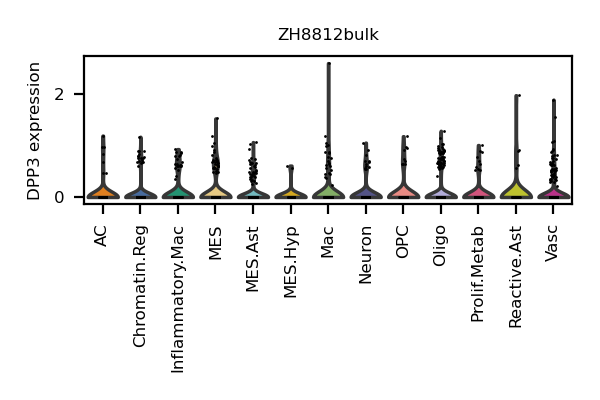 ZH8812bulk
DPP3 expression
2
0
AC
Chromatin.Reg
Inflammatory.Mac
MES
MES.Ast
MES.Hyp
Mac
Neuron
OPC
Oligo
Prolif.Metab
Reactive.Ast
Vasc